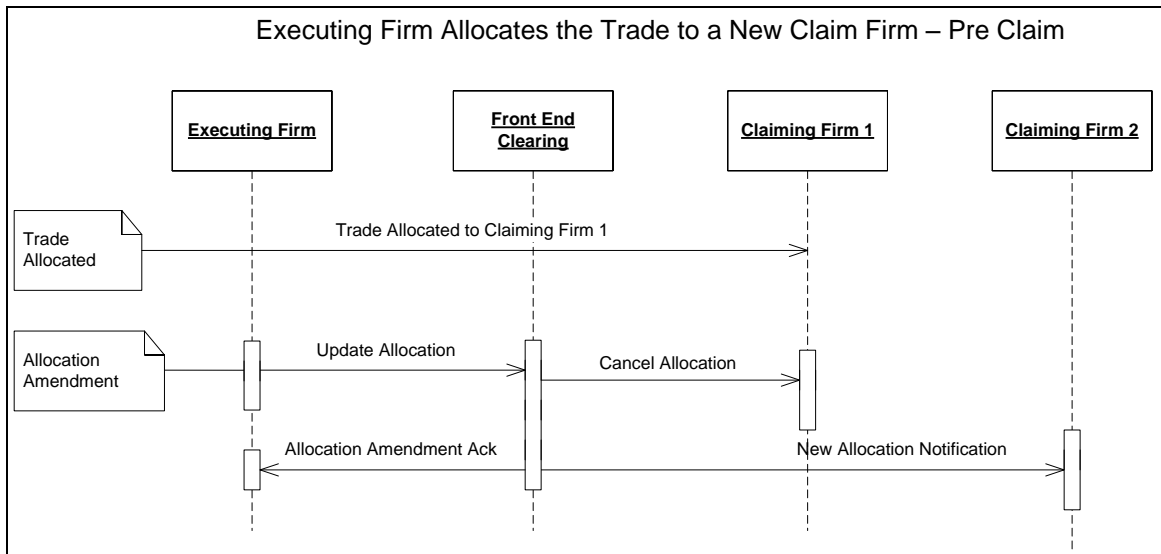 Executing Firm Allocates the Trade to a New Claim Firm – Pre Claim
Executing Firm
Front End
Clearing
Claiming Firm 1
Claiming Firm 2
Trade
Allocated
Trade Allocated to Claiming Firm 1
Allocation
Amendment
Update Allocation
Cancel Allocation
Allocation Amendment Ack
New Allocation Notification